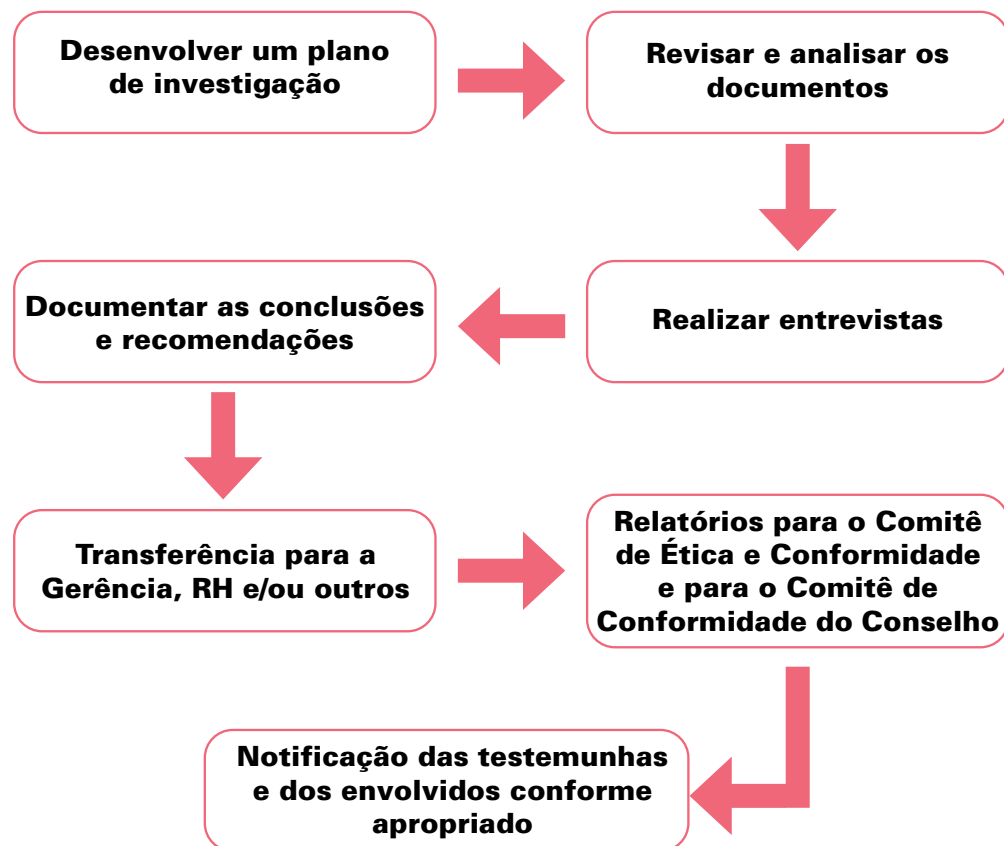 Desenvolver um plano
de investigação
Revisar e analisar os
documentos
Realizar entrevistas
Documentar as conclusões
e recomendações
Transferência para a
Gerência, RH e/ou outros
Relatórios para o Comitê
de Ética e Conformidade
e para o Comitê de
Conformidade do Conselho
Notificação das testemunhas
e dos envolvidos conforme
apropriado